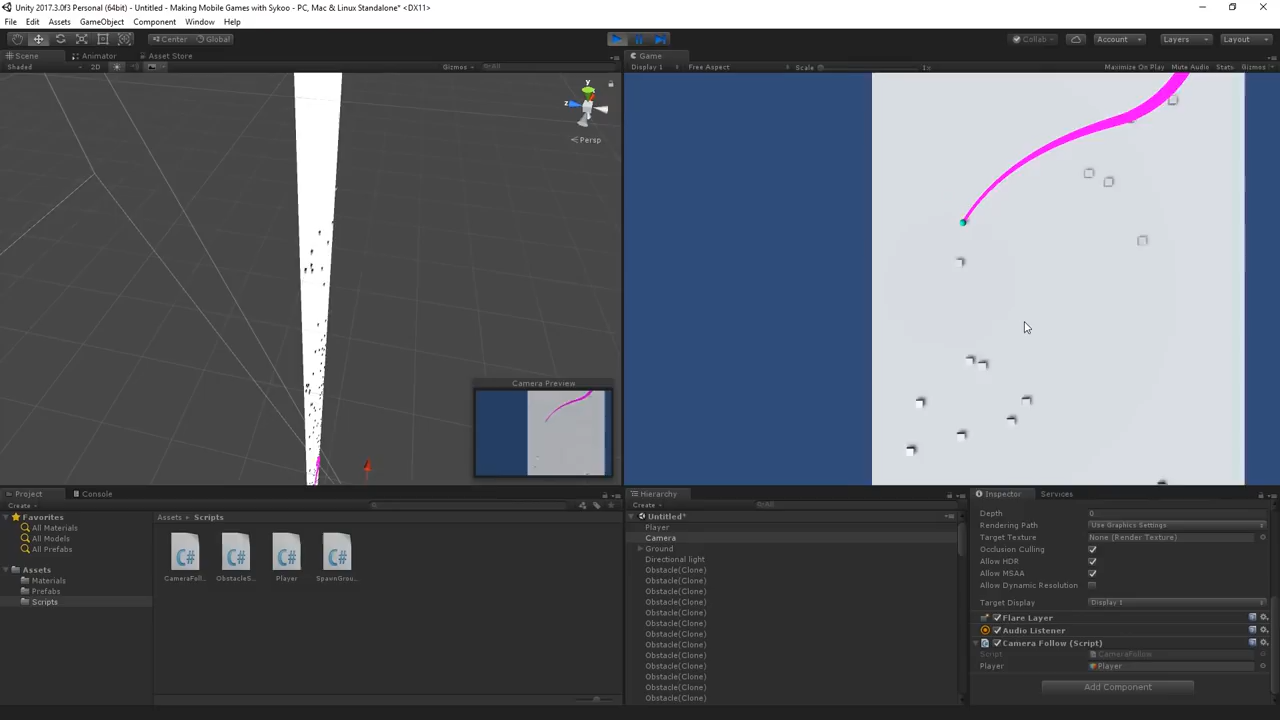 Unity 2017.3.0f3 Personal (64bit) - Untitled - Making Mobile Games with Sykoo - PC, Mac & Linux Standalone* <DX11>
File Edit Assets GameObject Component Window Help
Center Global Collab Account Layers Layout
Scene Animator Asset Store Game
Shaded 2D Gizmos All Display 1 Free Aspect Scale 1x Maximize On Play Mute Audio Stats Gizmos
y
z
Persp
Camera Preview
Project Console
Create
Favorites
All Materials
All Models
All Prefabs
Assets
Materials
Prefabs
Scripts
Assets Scripts
C# C# C# C#
CameraFoll... ObstacleS... Player SpawnGrou...
Hierarchy
Create All
Untitled*
Player
Camera
Ground
Directional light
Obstacle(Clone)
Obstacle(Clone)
Obstacle(Clone)
Obstacle(Clone)
Obstacle(Clone)
Obstacle(Clone)
Obstacle(Clone)
Obstacle(Clone)
Obstacle(Clone)
Obstacle(Clone)
Obstacle(Clone)
Obstacle(Clone)
Obstacle(Clone)
Inspector Services
Depth 0
Rendering Path Use Graphics Settings
Target Texture None (Render Texture)
Occlusion Culling
Allow HDR
Allow MSAA
Allow Dynamic Resolution
Target Display Display 1
Flare Layer
Audio Listener
Camera Follow (Script)
Script CameraFollow
Player Player
Add Component